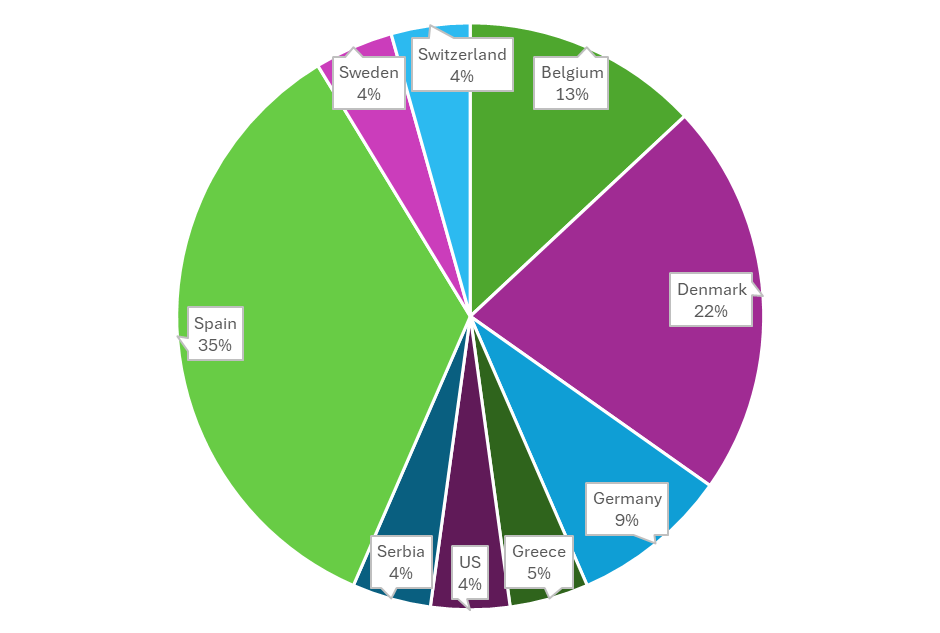 Switzerland
4%
Belgium
13%
Sweden
4%
Denmark
22%
Spain
35%
Germany
9%
Greece
5%
US
4%
Serbia
4%